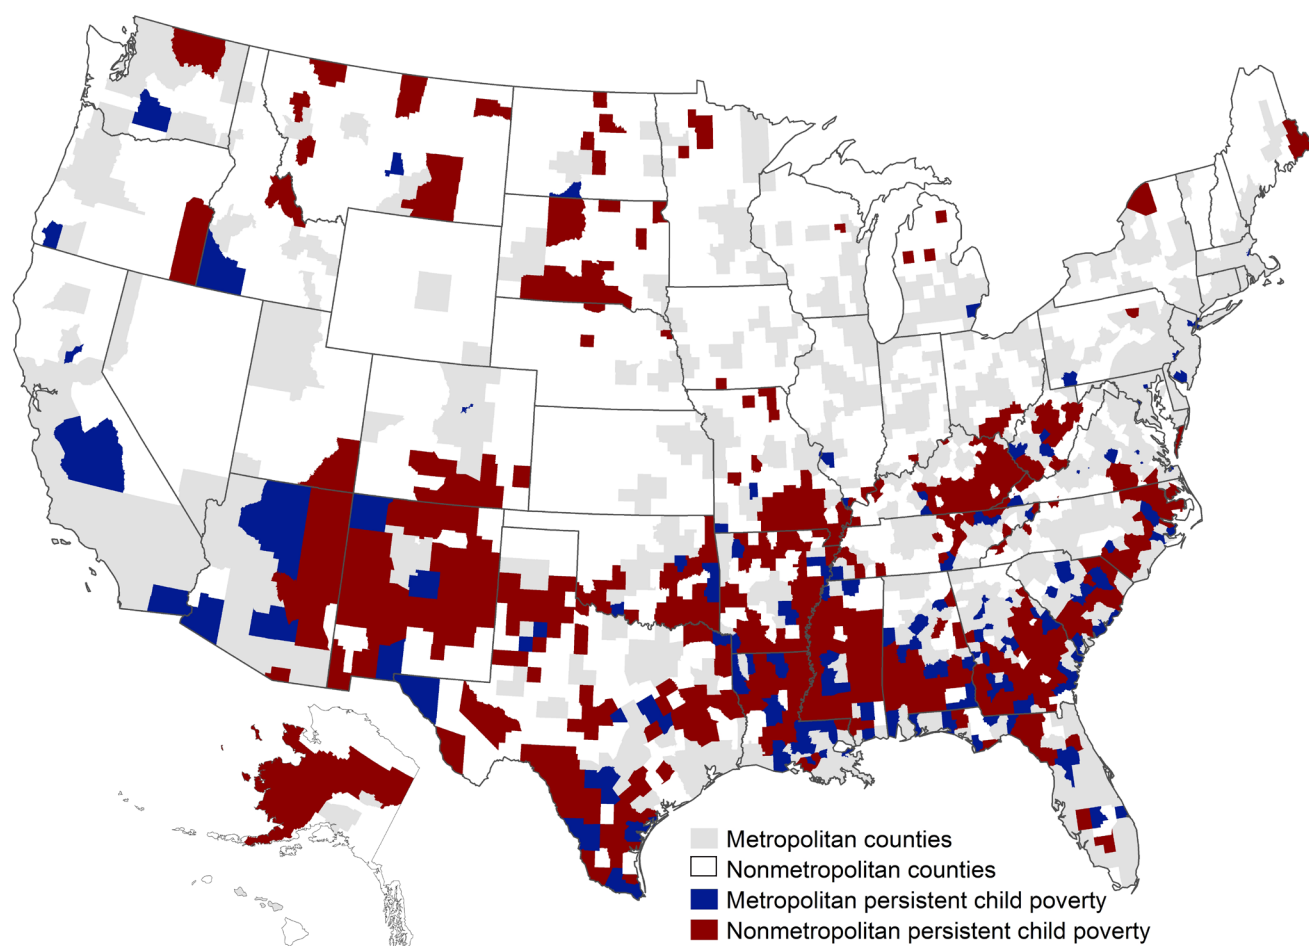 Metropolitan counties
Nonmetropolitan counties
Metropolitan persistent child poverty
Nonmetropolitan persistent child poverty